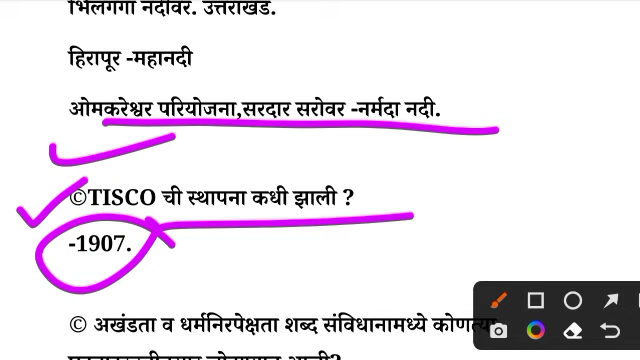 भिलंगगा नदीवर. उत्तराखंड.
हिरापूर -महानदी
ओमकरेश्वर परियोजना,सरदार सरोवर -नर्मदा नदी.
©TISCO ची स्थापना कधी झाली ?
-1907.
© अखंडता व धर्मनिरपेक्षता शब्द संविधानामध्ये कोणत्या